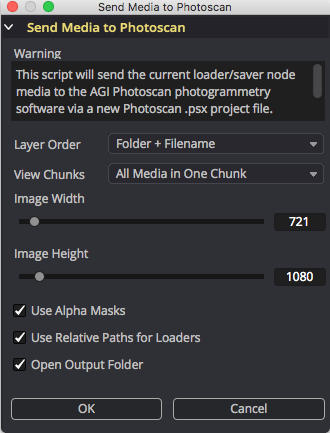 Send Media to Photoscan
Send Media to Photoscan
Warning
This script will send the current loader/saver node
media to the AGI Photoscan photogrammetry
software via a new Photoscan .psx project file.
Layer Order
Folder + Filename
View Chunks
All Media in One Chunk
Image Width
721
Image Height
1080
Use Alpha Masks
Use Relative Paths for Loaders
Open Output Folder
OK
Cancel